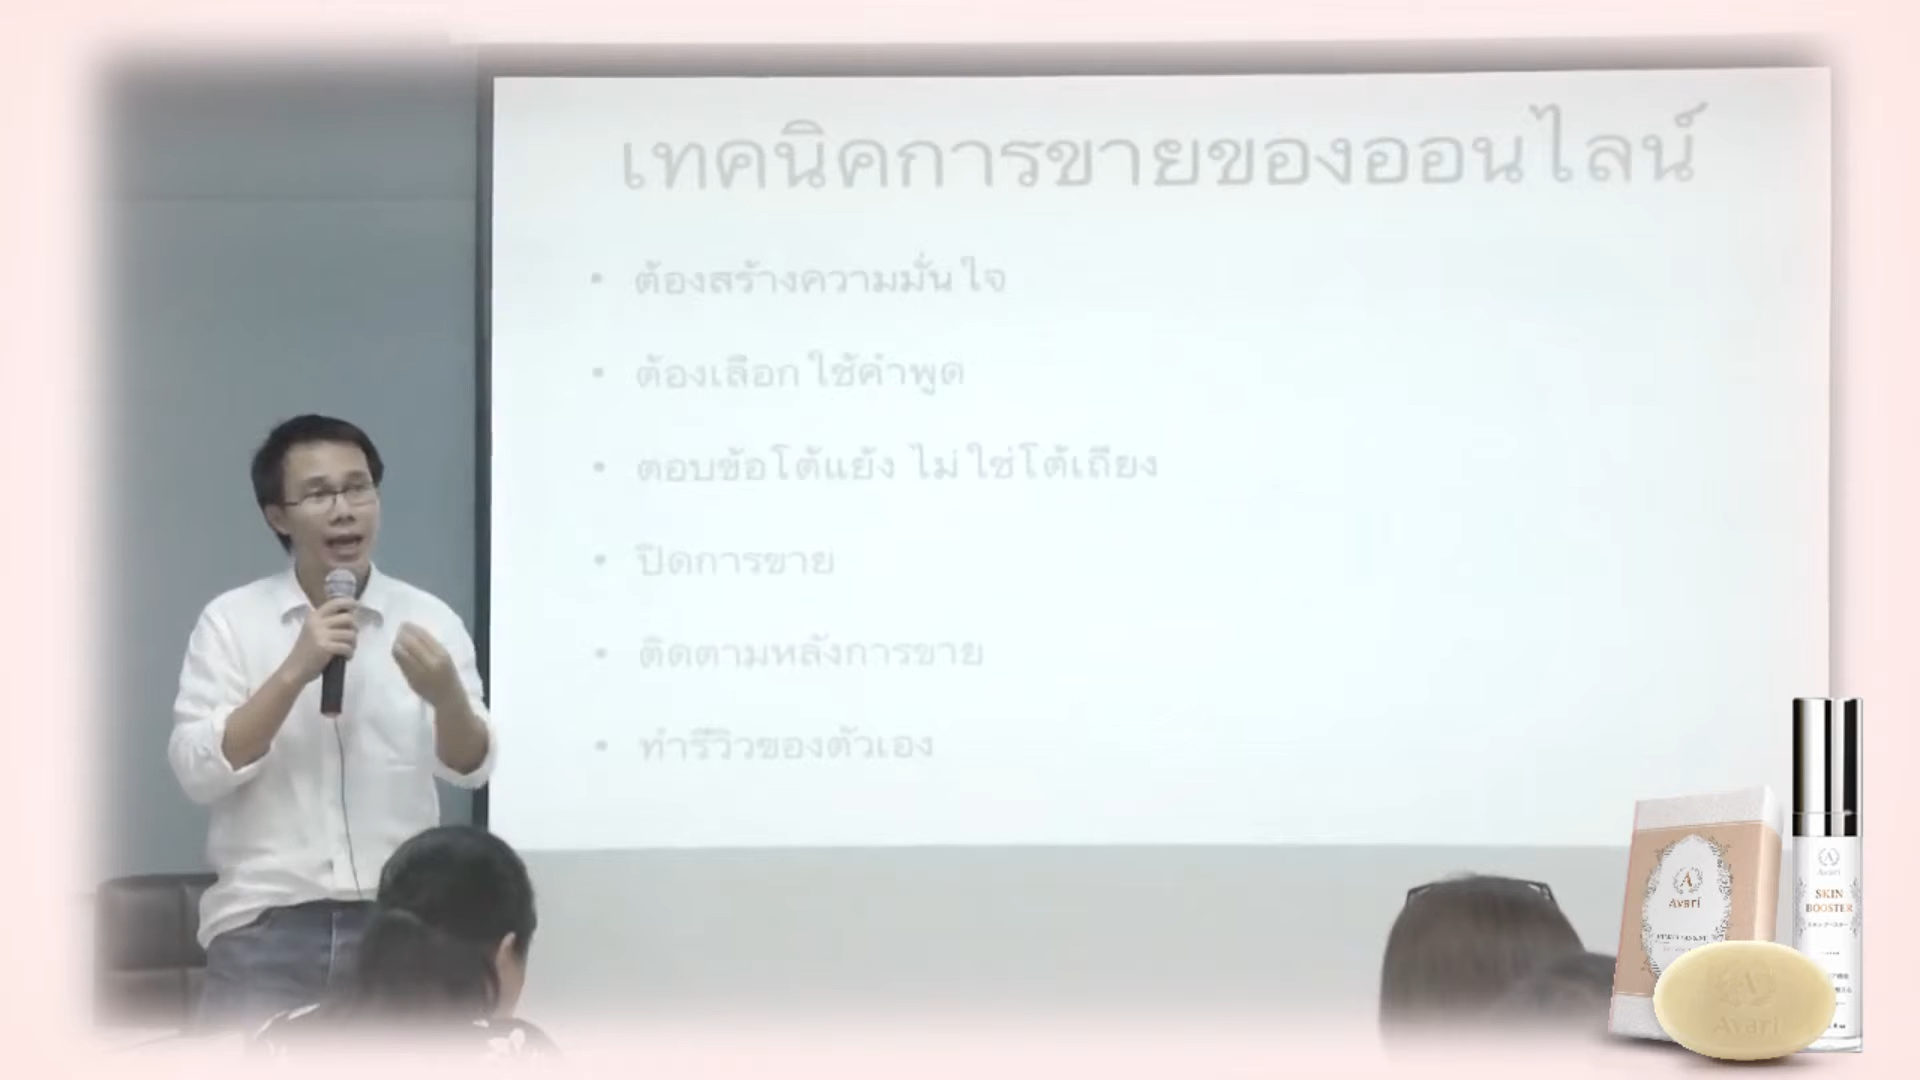 เทคนิคการขายของออนไลน์
• ต้องสร้างความมั่นใจ
• ต้องเลือกใช้คำพูด
• ตอบข้อโต้แย้ง ไม่ใช่โต้เถียง
• ปิดการขาย
• ติดตามหลังการขาย
• ทำรีวิวของตัวเอง
A
Avari
A
Avari
SKIN
BOOSTER
Avari